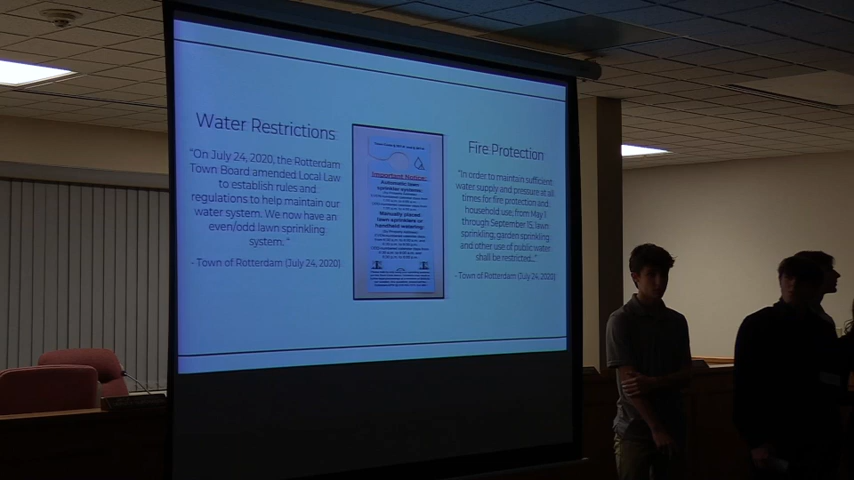 Water Restrictions
"On July 24, 2020, the Rotterdam
Town Board amended Local Law
to establish rules and
regulations to help maintain our
water system. We now have an
even/odd lawn sprinkling
system. "
- Town of Rotterdam (July 24, 2020)
Important Notice:
Automatic lawn
sprinkler systems:
Manually placed
lawn sprinklers or
handheld watering:
Fire Protection
"In order to maintain sufficient
water supply and pressure at all
times for fire protection and
household use, from May 1
through September 15, lawn
sprinkling, garden sprinkling,
and other use of public water
shall be restricted..."
- Town of Rotterdam (July 24, 2020)